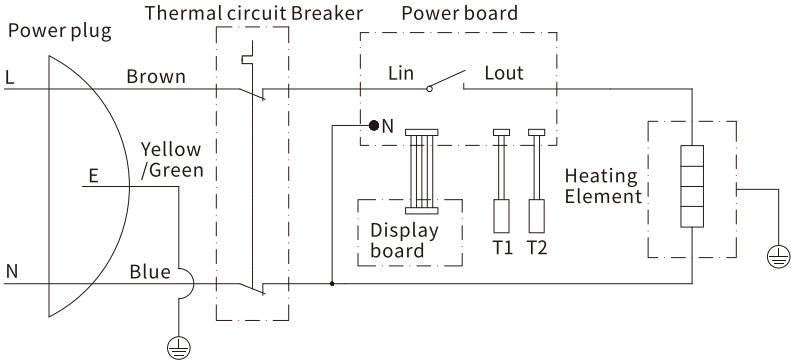 Thermal circuit Breaker
Power board
Power plug
L
Brown
Lin
Lout
N
Yellow
/Green
E
Heating
Element
Display
board
T1
T2
N
Blue